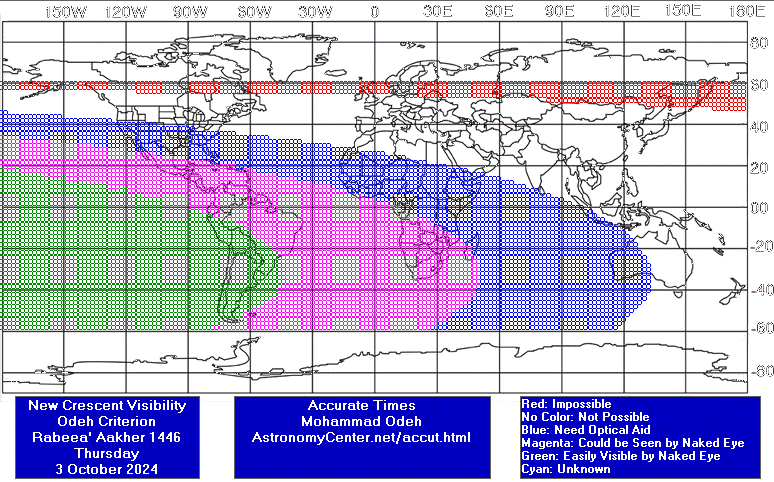 150W 120W 90W 60W 30W 0 30E 60E 90E 120E 150E 180E
80
60
40
20
00
-20
-40
-60
-80
New Crescent Visibility
Odeh Criterion
Rabeea' Aakher 1446
Thursday
3 October 2024
Accurate Times
Mohammad Odeh
AstronomyCenter.net/accut.html
Red: Impossible
No Color: Not Possible
Blue: Need Optical Aid
Magenta: Could be Seen by Naked Eye
Green: Easily Visible by Naked Eye
Cyan: Unknown